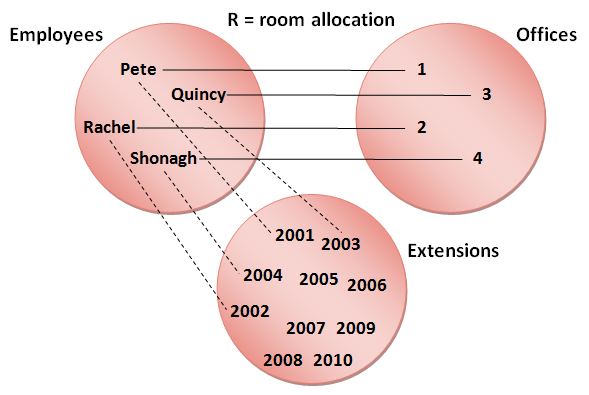 R = room allocation
Employees
Offices
Pete
1
Quincy
3
Rachel
2
Shonagh
4
2001
2003
Extensions
2004
2005
2006
2002
2007
2009
2008
2010